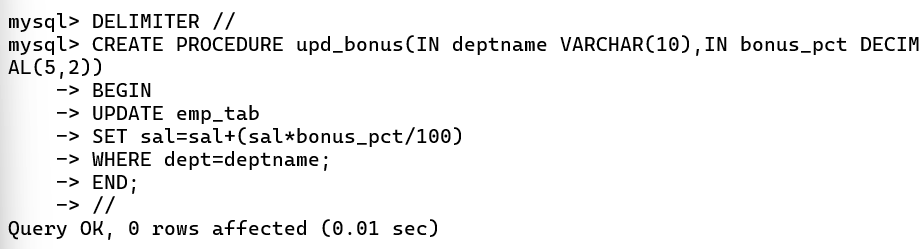 mysql> DELIMITER //
mysql> CREATE PROCEDURE upd_bonus(IN deptname VARCHAR(10),IN bonus_pct DECIM
AL(5,2))
    -> BEGIN
    -> UPDATE emp_tab
    -> SET sal=sal+(sal*bonus_pct/100)
    -> WHERE dept=deptname;
    -> END;
    -> //
Query OK, 0 rows affected (0.01 sec)